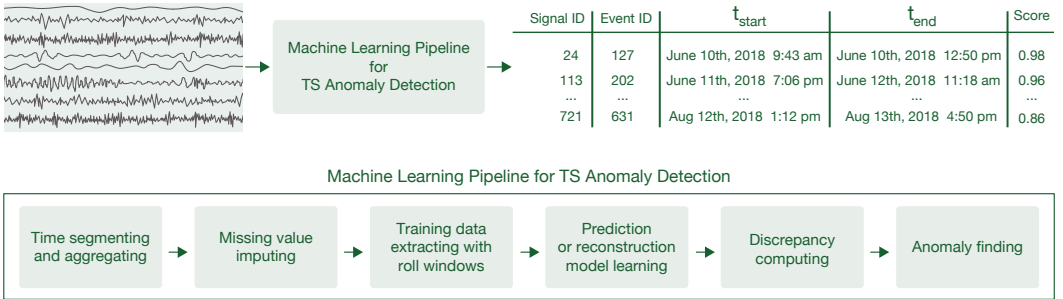 Machine Learning Pipeline
for
TS Anomaly Detection
Signal ID Event ID tstart tend Score
24 127 June 10th, 2018 9:43 am June 10th, 2018 12:50 pm 0.98
113 202 June 11th, 2018 7:06 pm June 12th, 2018 11:18 am 0.96
... ... ... ... ...
721 631 Aug 12th, 2018 1:12 pm Aug 13th, 2018 4:50 pm 0.86
Machine Learning Pipeline for TS Anomaly Detection
Time segmenting
and aggregating
Missing value
imputing
Training data
extracting with
roll windows
Prediction
or reconstruction
model learning
Discrepancy
computing
Anomaly finding